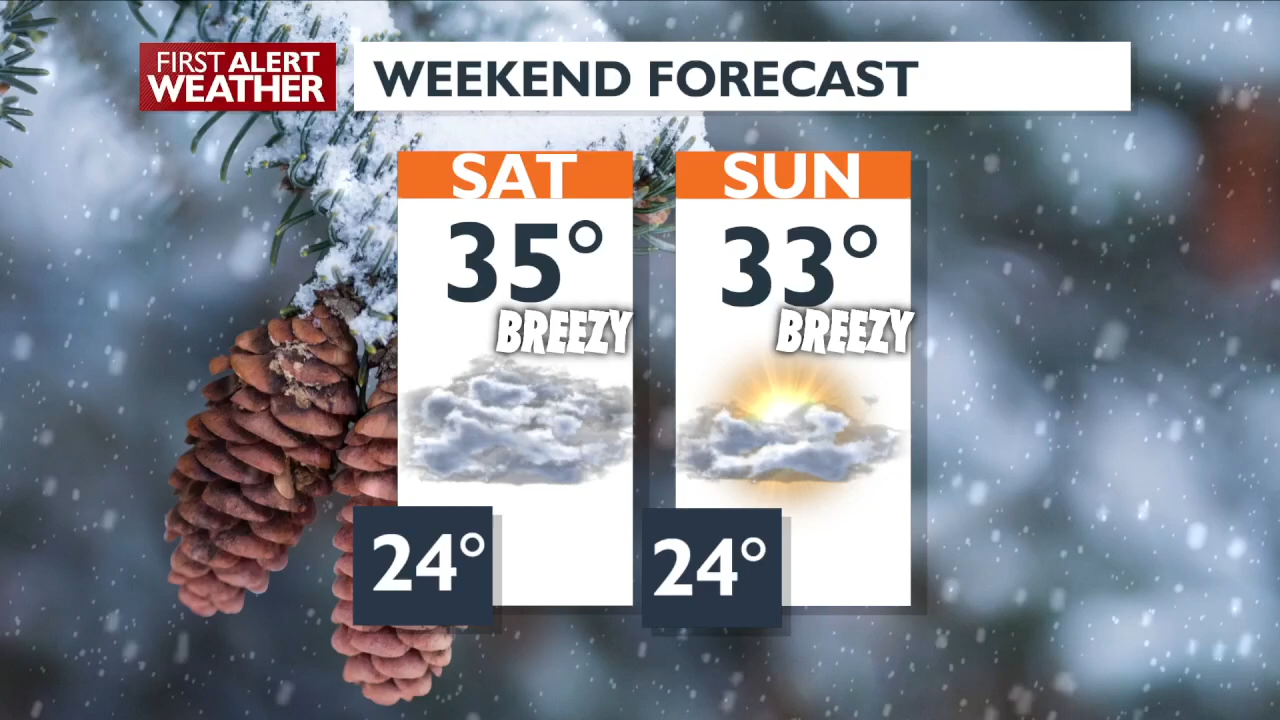 FIRST ALERT
WEATHER
WEEKEND FORECAST
SAT
35°
BREEZY
24°
SUN
33°
BREEZY
24°